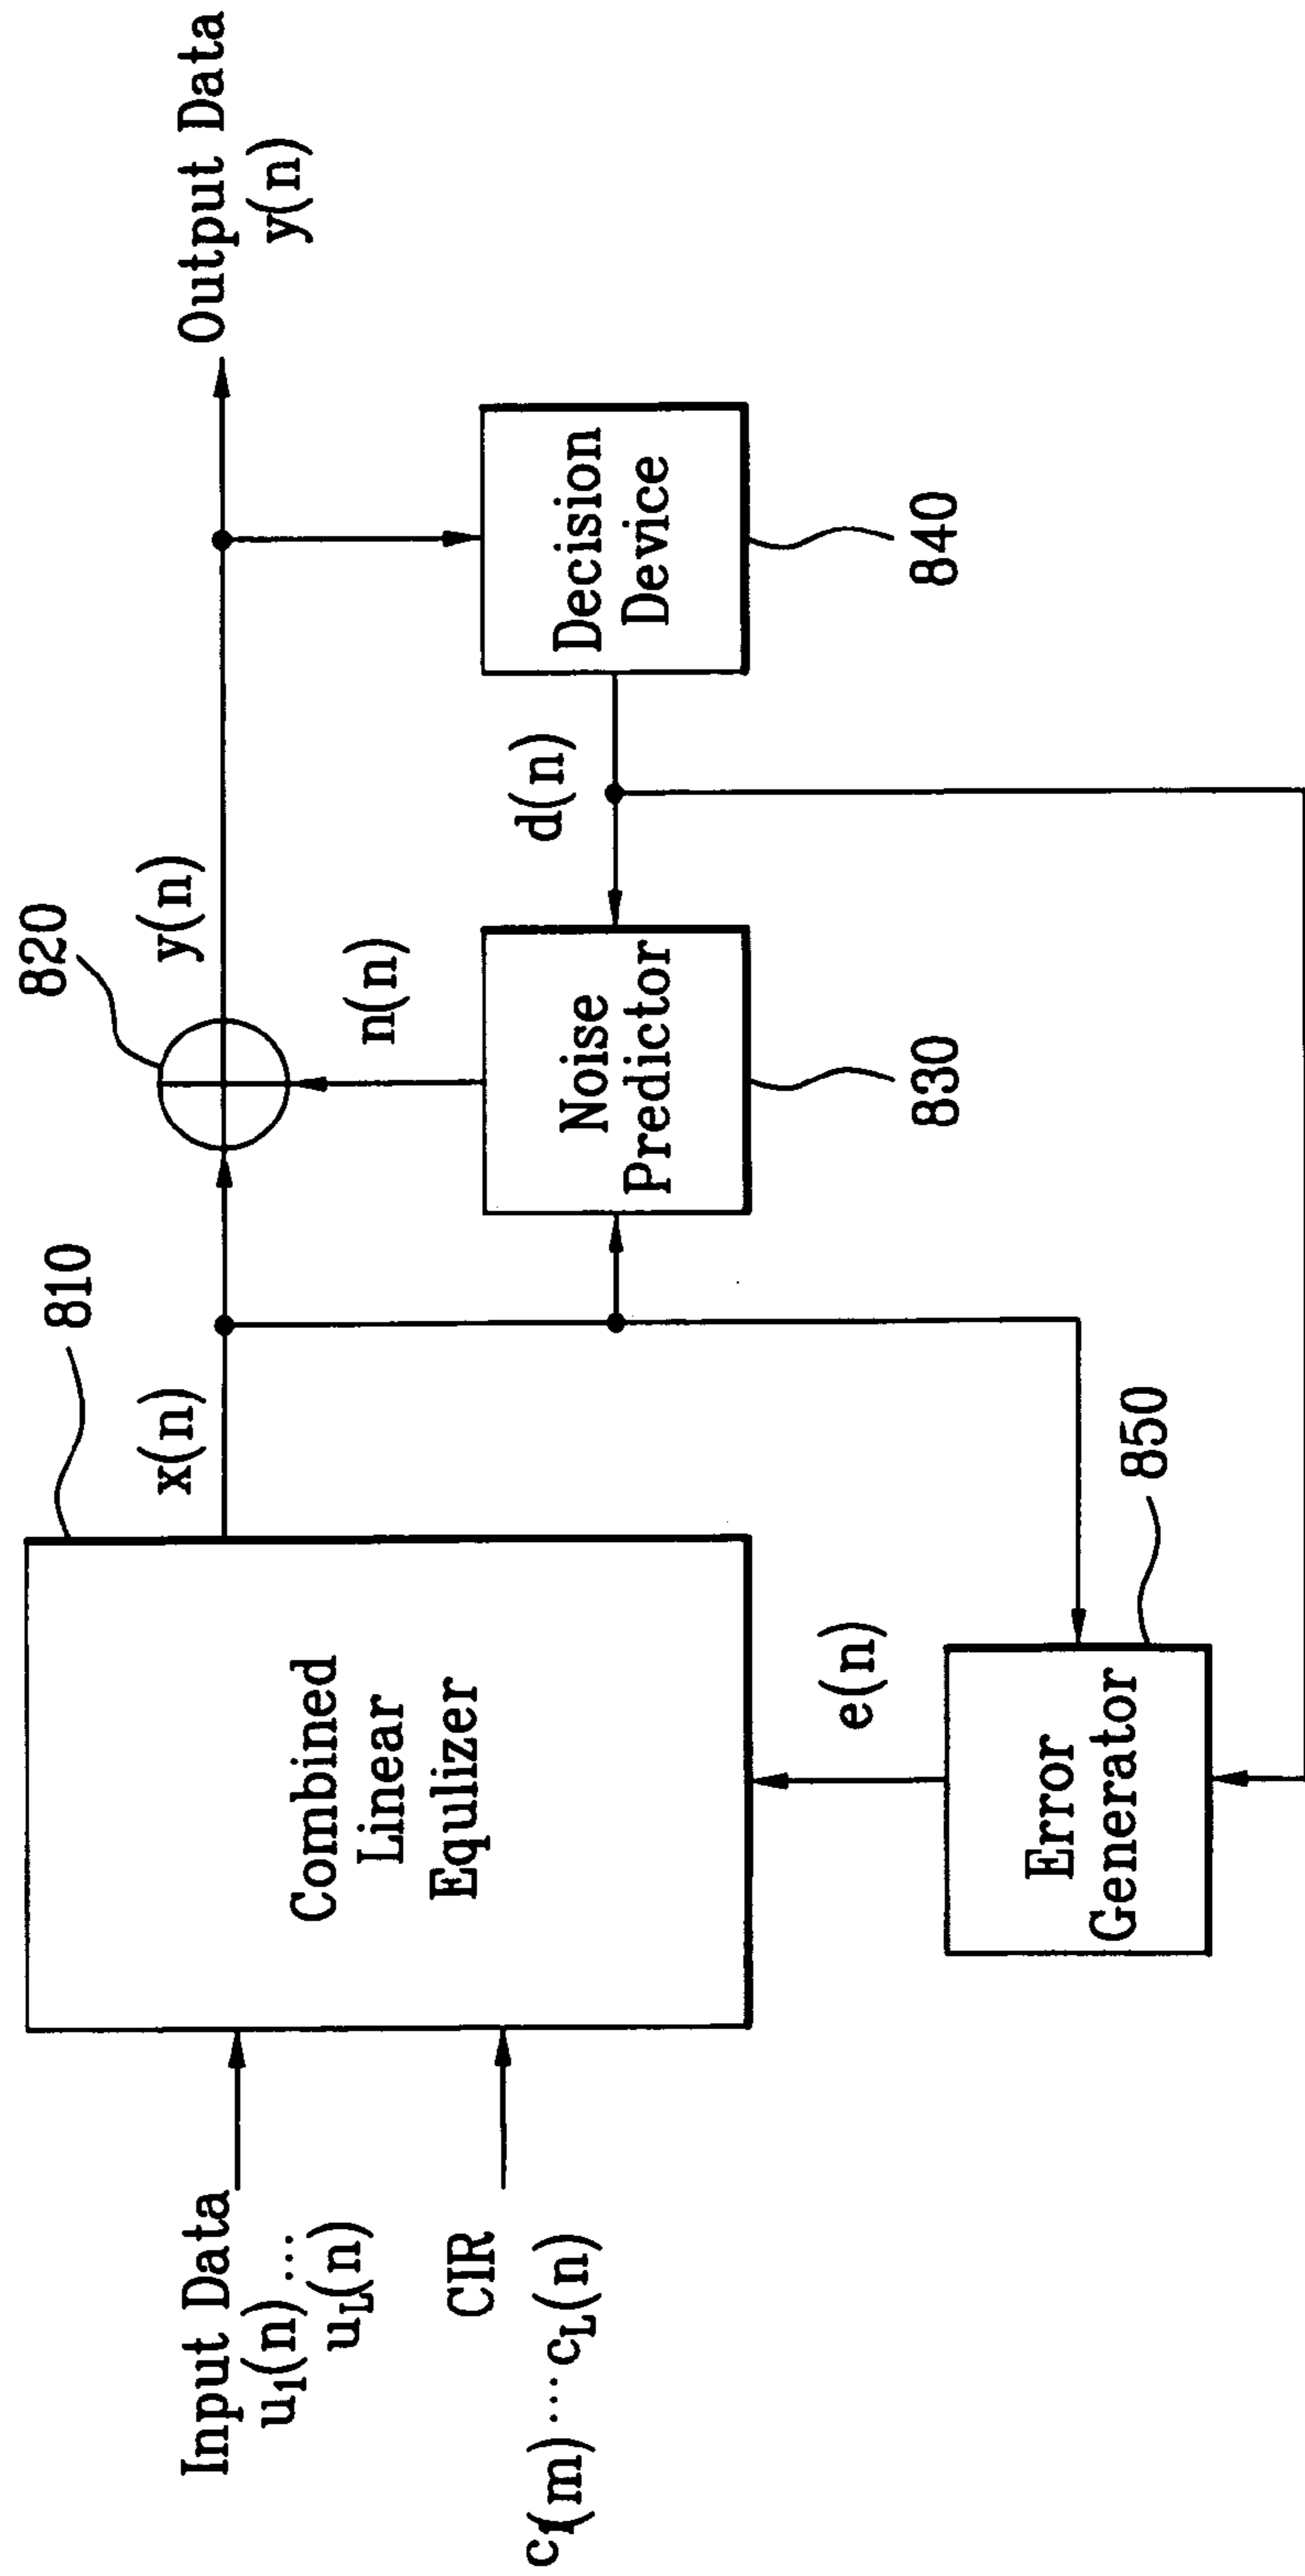 Input Data
u1(n)....
uL(n)
CIR
c1(m)....cL(n)
Combined
Linear
Equlizer
810
x(n)
820
y(n)
Output Data
y(n)
n(n)
Noise
Predictor
830
d(n)
Decision
Device
840
e(n)
Error
Generator
850